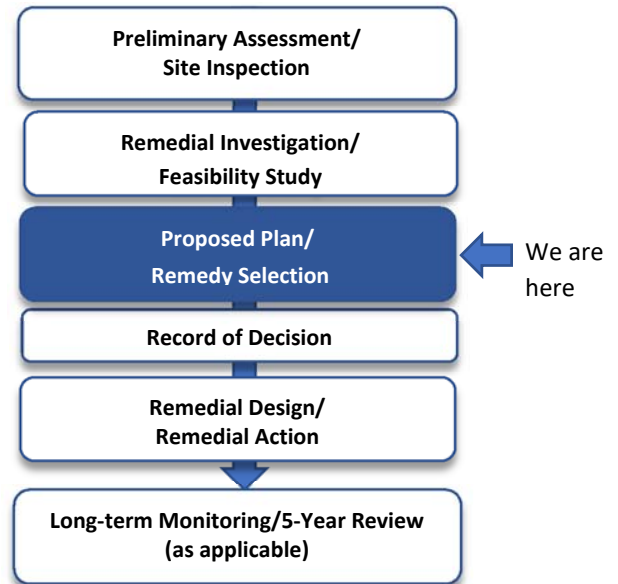 Preliminary Assessment/
Site Inspection
Remedial Investigation/
Feasibility Study
Proposed Plan/
Remedy Selection
We are
here
Record of Decision
Remedial Design/
Remedial Action
Long-term Monitoring/5-Year Review
(as applicable)